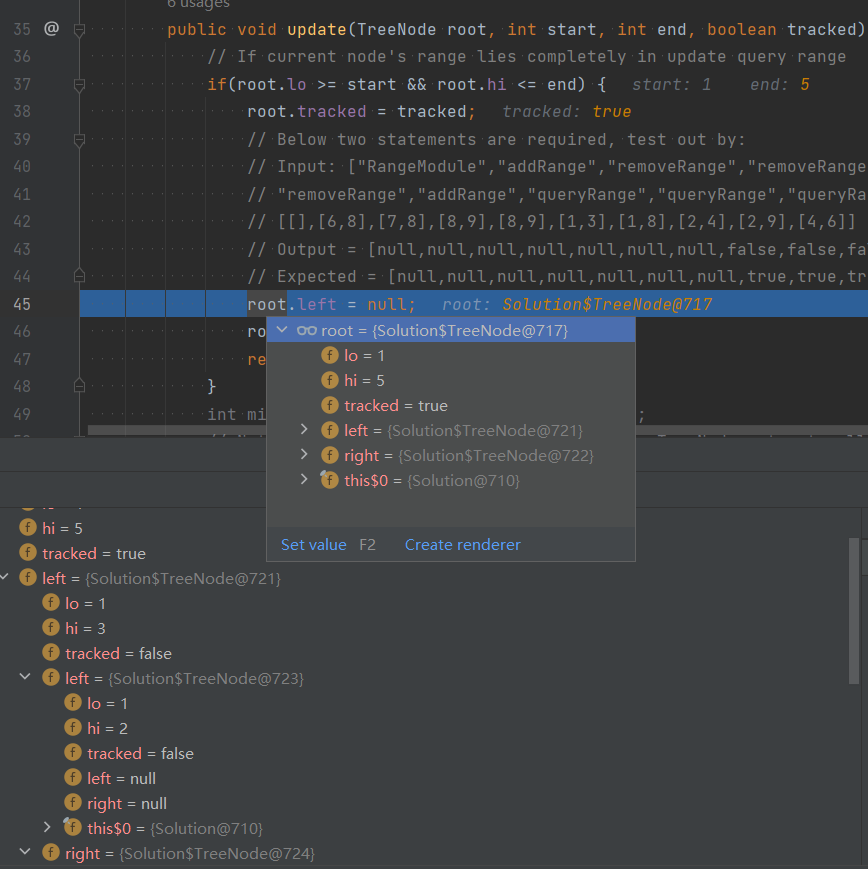 6 usages
35 @ public void update(TreeNode root, int start, int end, boolean tracked)
36 // If current node's range lies completely in update query range
37 if(root.lo >= start && root.hi <= end) { start: 1 end: 5
38 root.tracked = tracked; tracked: true
39 // Below two statements are required, test out by:
40 // Input: ["RangeModule","addRange","removeRange","removeRange
41 // "removeRange","addRange","queryRange","queryRange","queryRa
42 // [[],[6,8],[7,8],[8,9],[8,9],[1,3],[1,8],[2,4],[2,9],[4,6]]
43 // Output = [null,null,null,null,null,null,false,false,fa
44 // Expected = [null,null,null,null,null,null,null,true,true,tr
45 root.left = null; root: Solution$TreeNode@717
46 ro
47 re
48 }
49 int mi ;
root = {Solution$TreeNode@717}
lo = 1
hi = 5
tracked = true
left = {Solution$TreeNode@721}
right = {Solution$TreeNode@722}
this$0 = {Solution@710}
Set value F2 Create renderer
hi = 5
tracked = true
left = {Solution$TreeNode@721}
lo = 1
hi = 3
tracked = false
left = {Solution$TreeNode@723}
lo = 1
hi = 2
tracked = false
left = null
right = null
this$0 = {Solution@710}
right = {Solution$TreeNode@724}